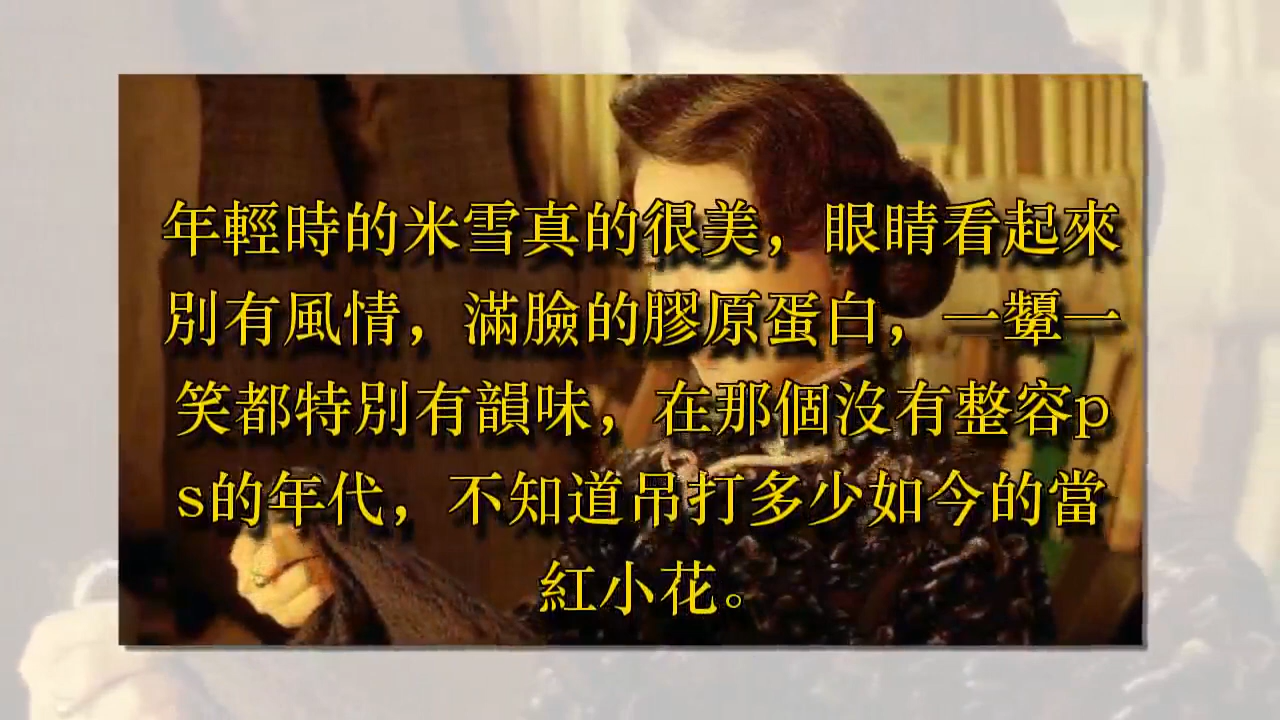 年輕時的米雪真的很美，眼睛看起來
別有風情，滿臉的膠原蛋白，一顰一
笑都特別有韻味，在那個沒有整容p
s的年代，不知道吊打多少如今的當
紅小花。